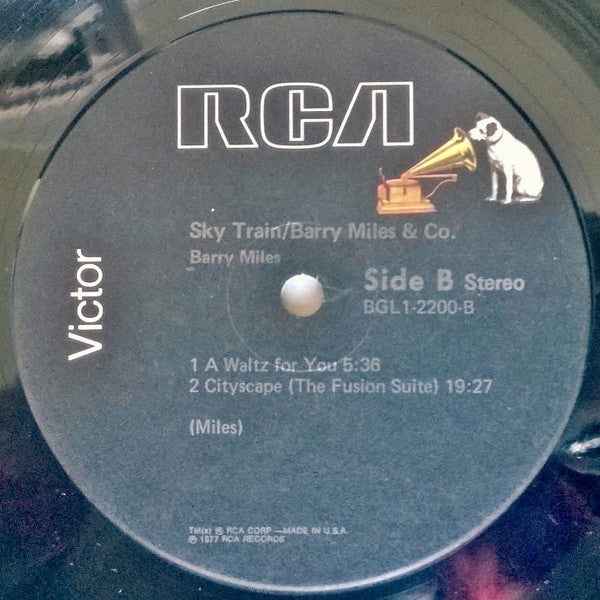 RCA
Victor
Sky Train/Barry Miles & Co.
Barry Miles
Side B Stereo
BGL1-2200-B
1 A Waltz for You 5:36
2 Cityscape (The Fusion Suite) 19:27
(Miles)
TM(s) ® RCA CORP.—MADE IN U.S.A.
℗ 1977 RCA RECORDS